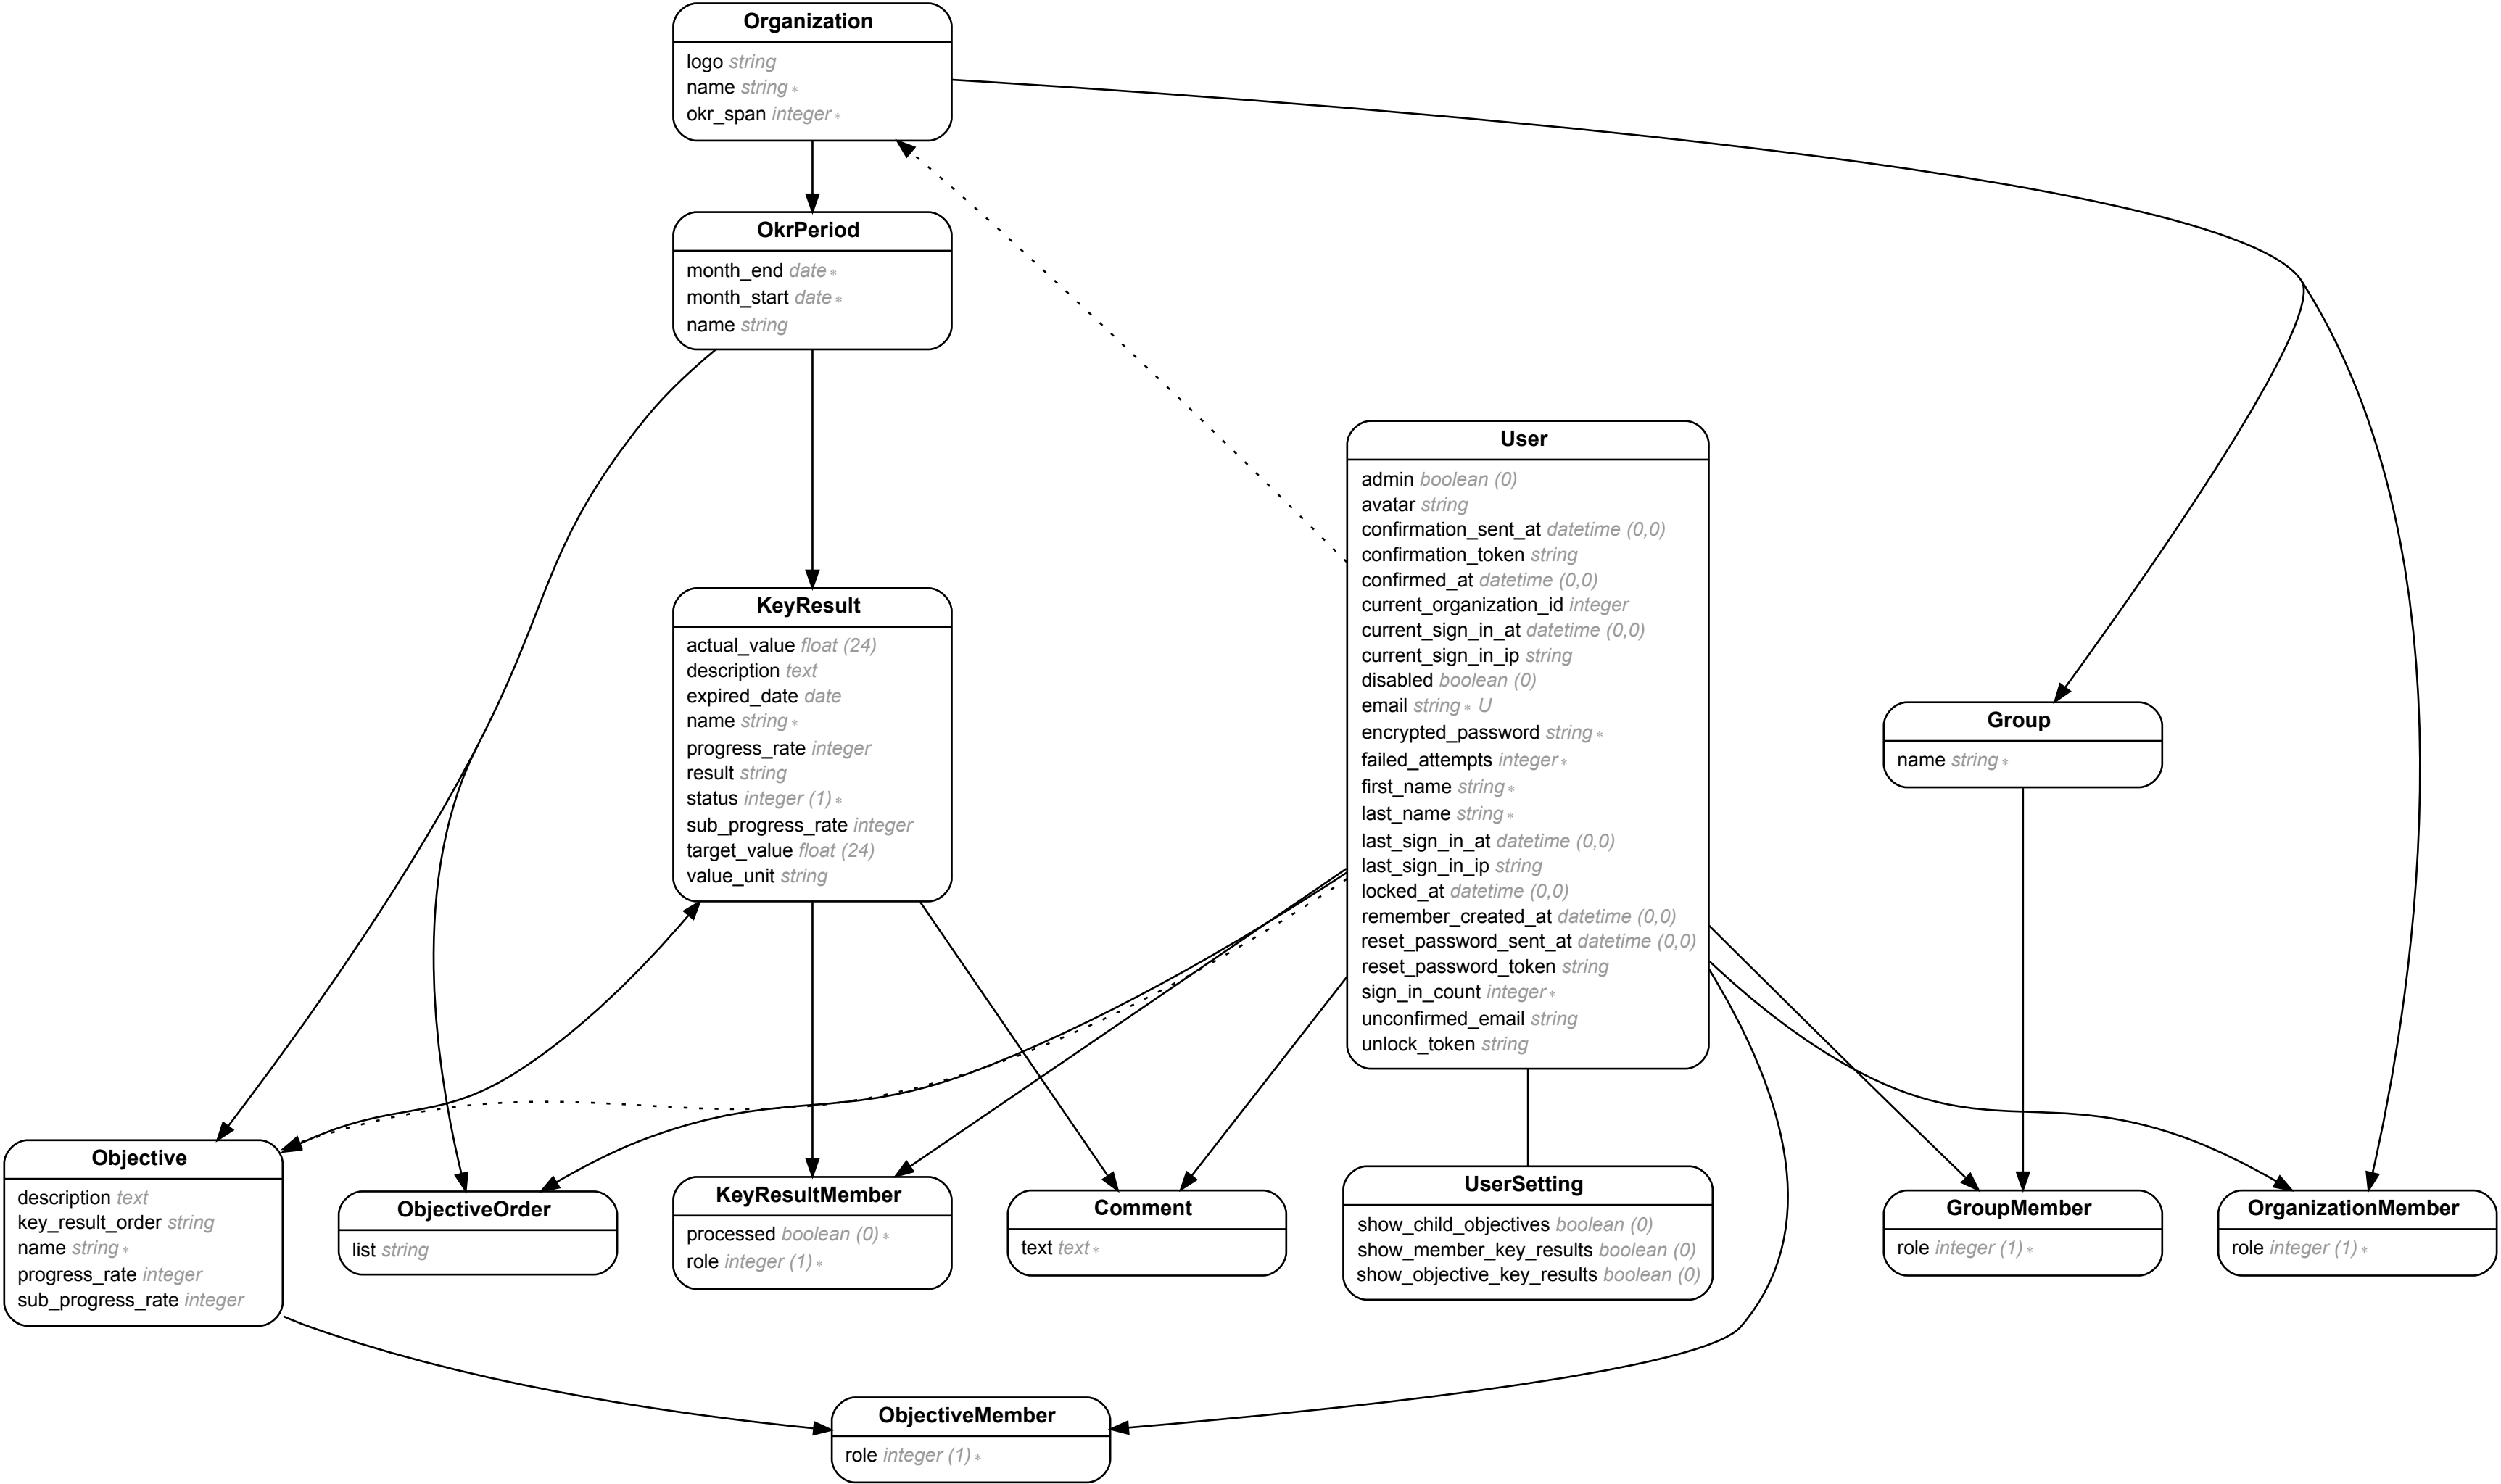 Organization
logo string
name string *
okr_span integer *
OkrPeriod
month_end date *
month_start date *
name string
User
admin boolean (0)
avatar string
confirmation_sent_at datetime (0,0)
confirmation_token string
confirmed_at datetime (0,0)
current_organization_id integer
current_sign_in_at datetime (0,0)
current_sign_in_ip string
disabled boolean (0)
email string * U
encrypted_password string *
failed_attempts integer *
first_name string *
last_name string *
last_sign_in_at datetime (0,0)
last_sign_in_ip string
locked_at datetime (0,0)
remember_created_at datetime (0,0)
reset_password_sent_at datetime (0,0)
reset_password_token string
sign_in_count integer *
unconfirmed_email string
unlock_token string
KeyResult
actual_value float (24)
description text
expired_date date
name string *
progress_rate integer
result string
status integer (1) *
sub_progress_rate integer
target_value float (24)
value_unit string
Group
name string *
Objective
description text
key_result_order string
name string *
progress_rate integer
sub_progress_rate integer
ObjectiveOrder
list string
KeyResultMember
processed boolean (0) *
role integer (1) *
Comment
text text *
UserSetting
show_child_objectives boolean (0)
show_member_key_results boolean (0)
show_objective_key_results boolean (0)
GroupMember
role integer (1) *
OrganizationMember
role integer (1) *
ObjectiveMember
role integer (1) *